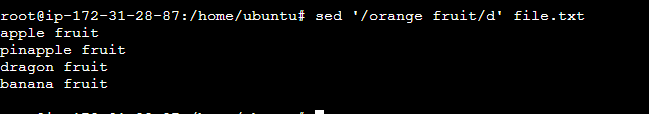 root@ip-172-31-28-87:/home/ubuntu# sed '/orange fruit/d' file.txt
apple fruit
pinapple fruit
dragon fruit
banana fruit